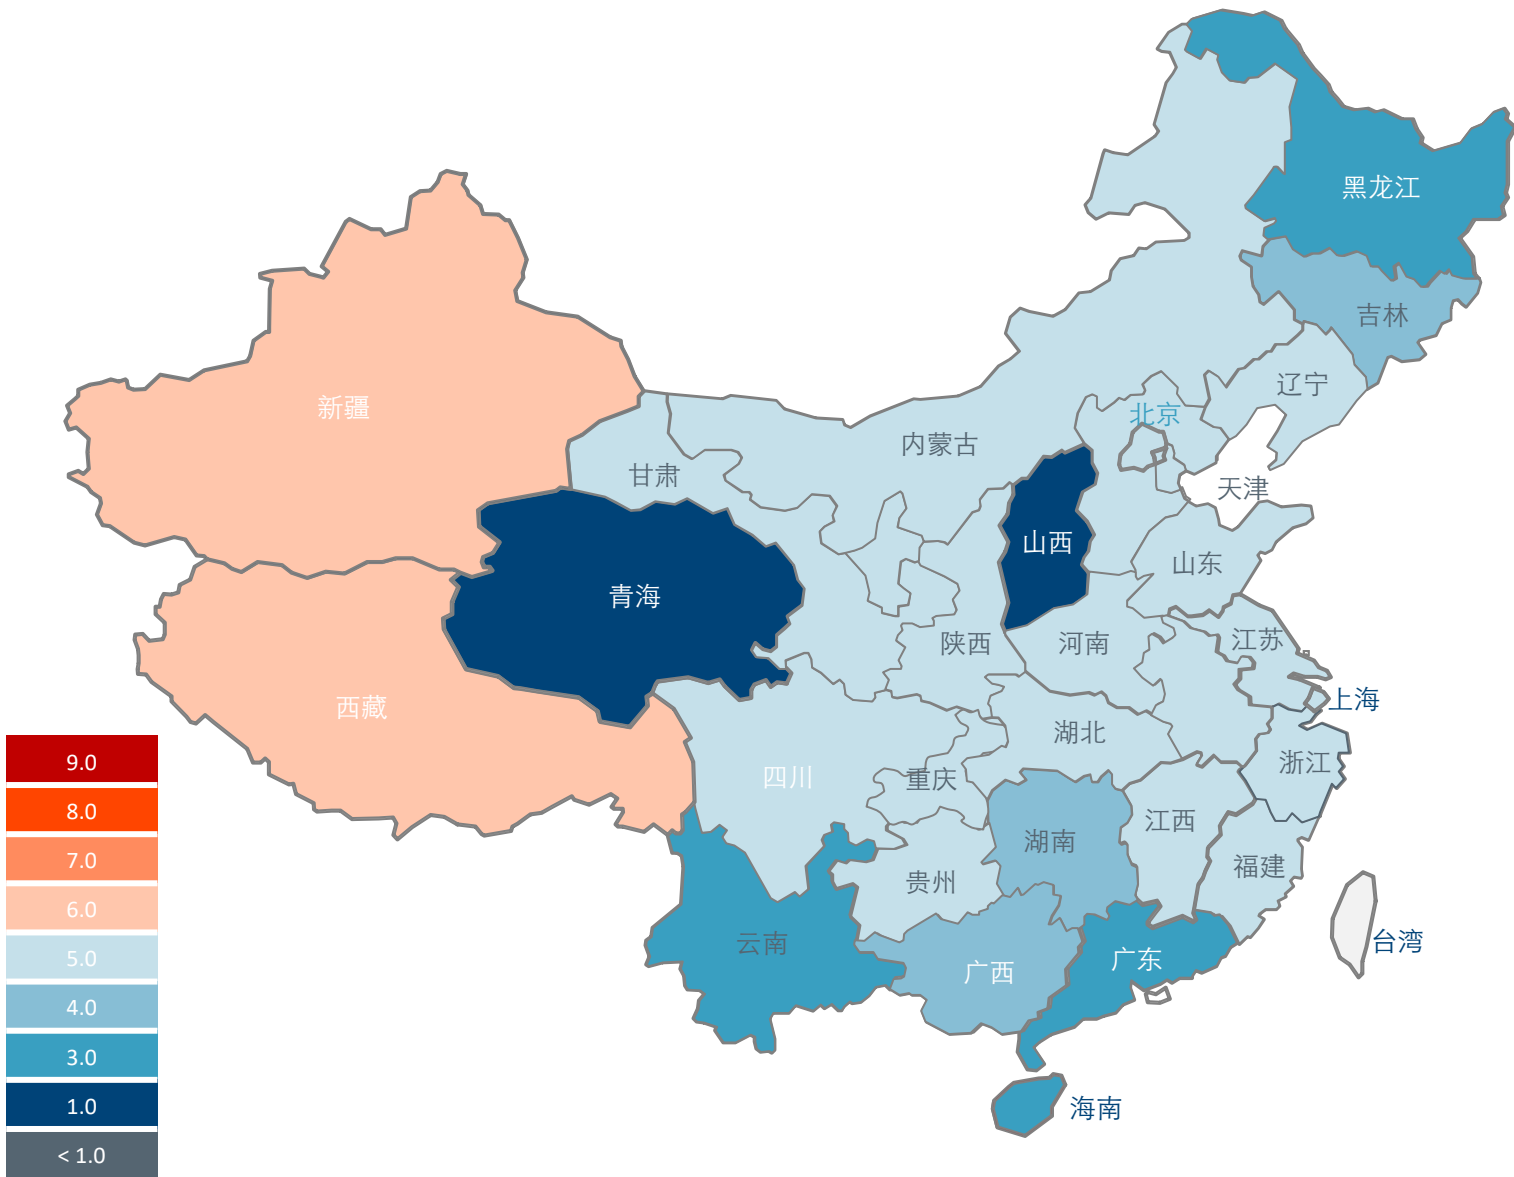 黑龙江
吉林
辽宁
新疆
北京
内蒙古
甘肃
天津
山西
山东
青海
陕西
河南
江苏
西藏
上海
湖北
浙江
四川
重庆
江西
湖南
福建
贵州
云南
广西
广东
台湾
海南
9.0
8.0
7.0
6.0
5.0
4.0
3.0
1.0
< 1.0